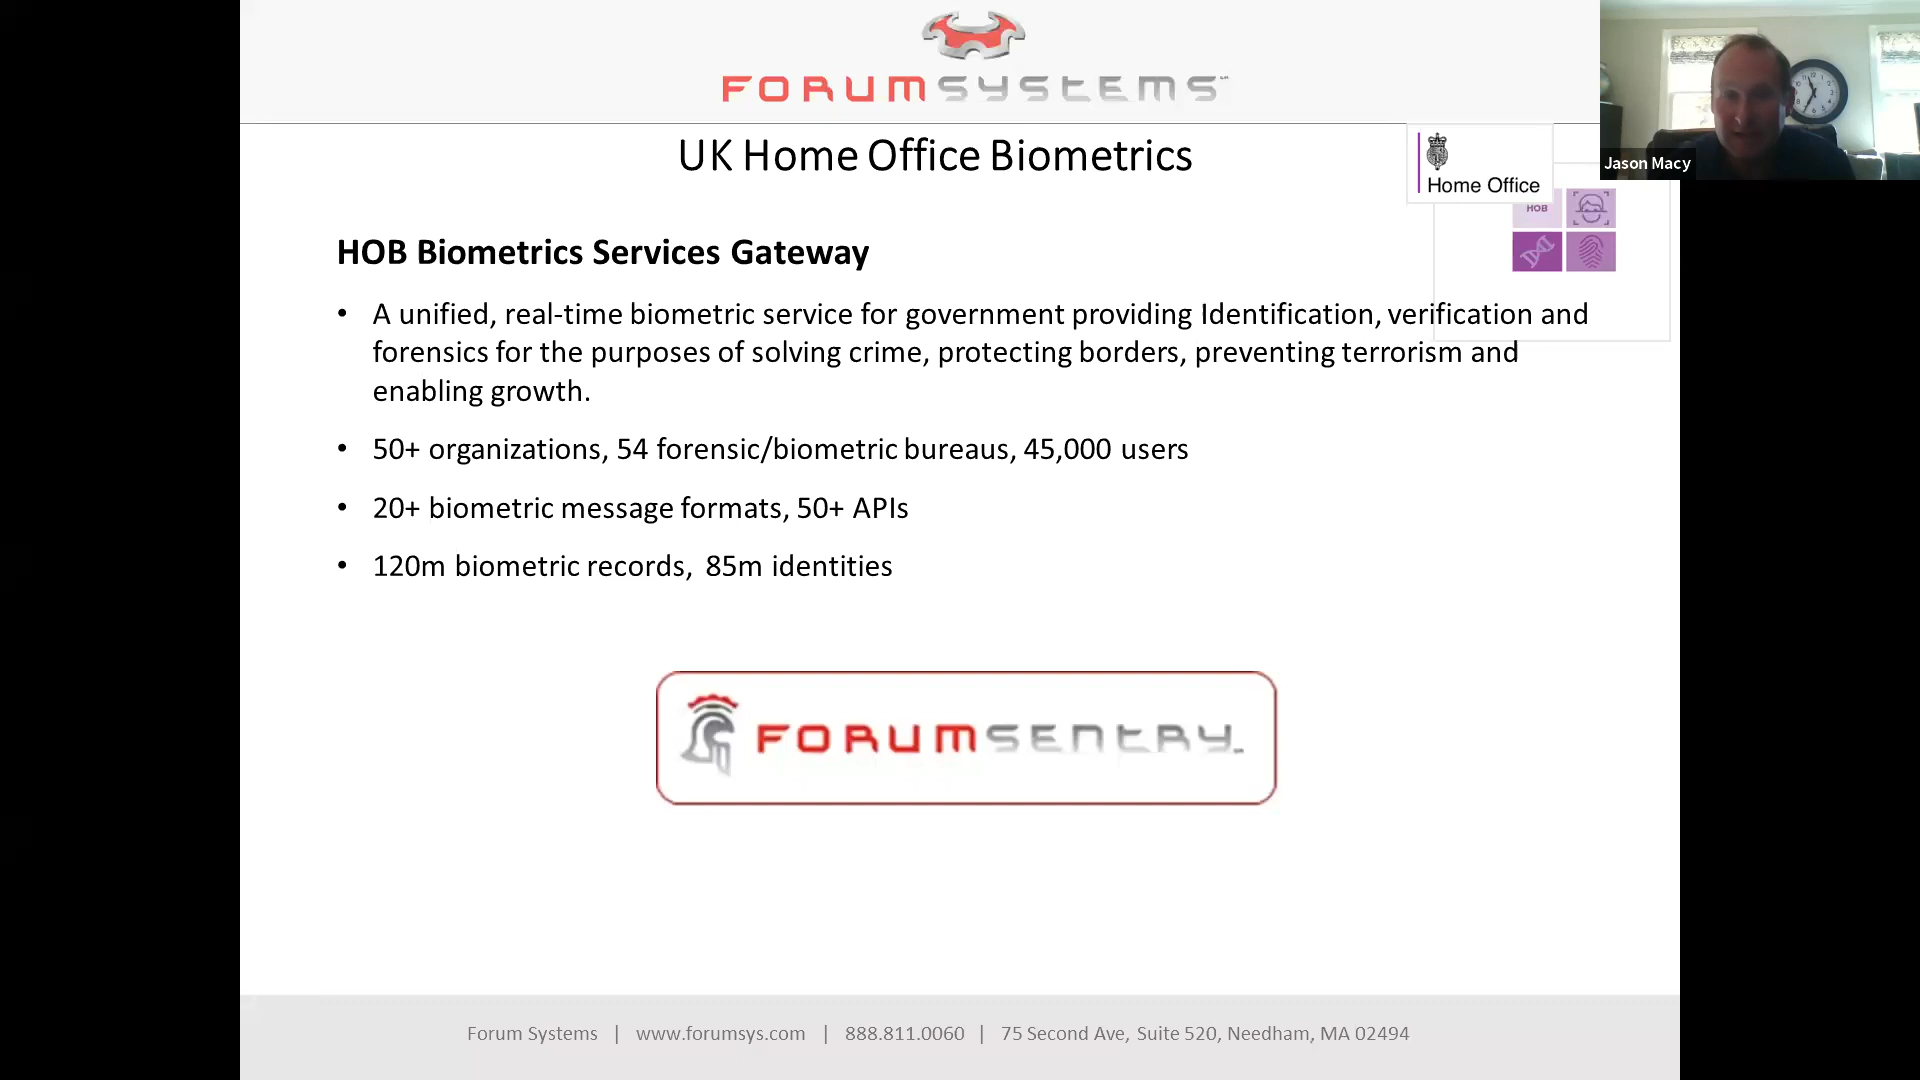 FORUMSYSTEMS
UK Home Office Biometrics
Home Office
Jason Macy
HOB
HOB Biometrics Services Gateway
• A unified, real-time biometric service for government providing Identification, verification and
forensics for the purposes of solving crime, protecting borders, preventing terrorism and
enabling growth.
• 50+ organizations, 54 forensic/biometric bureaus, 45,000 users
• 20+ biometric message formats, 50+ APIs
• 120m biometric records, 85m identities
FORUMSENTRY
Forum Systems | www.forumsys.com | 888.811.0060 | 75 Second Ave, Suite 520, Needham, MA 02494